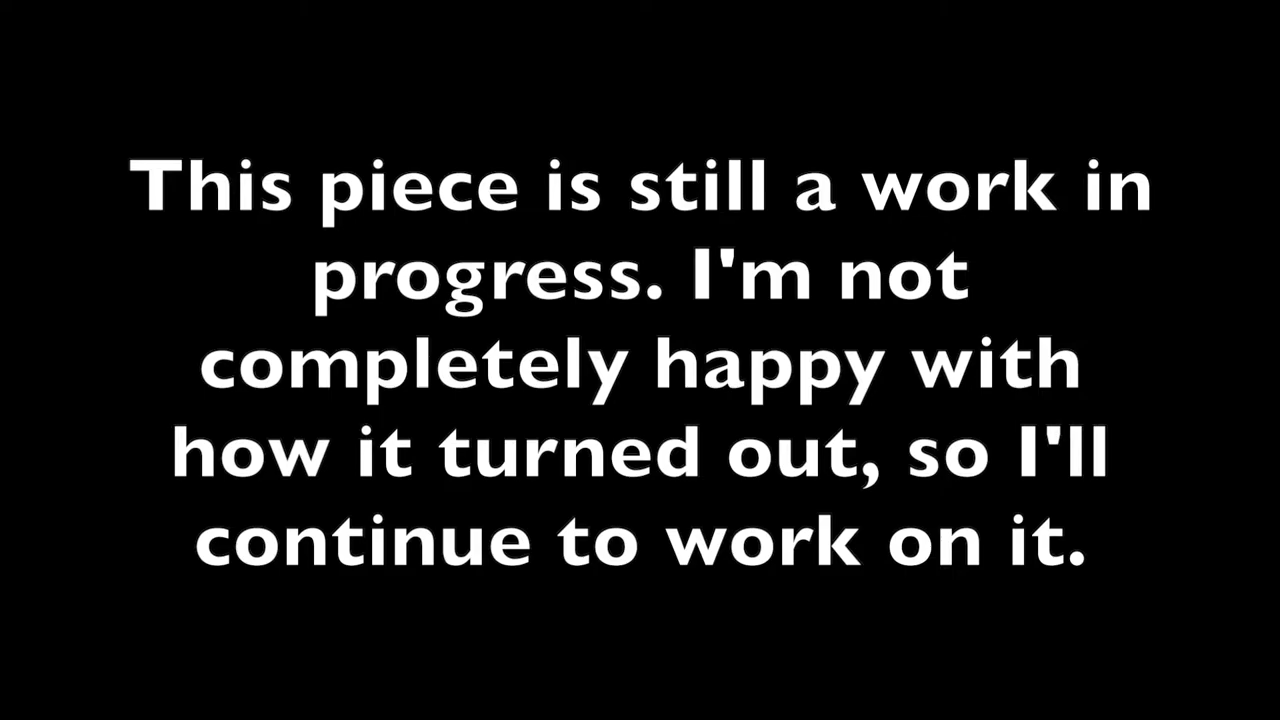 This piece is still a work in
progress. I'm not
completely happy with
how it turned out, so I'll
continue to work on it.